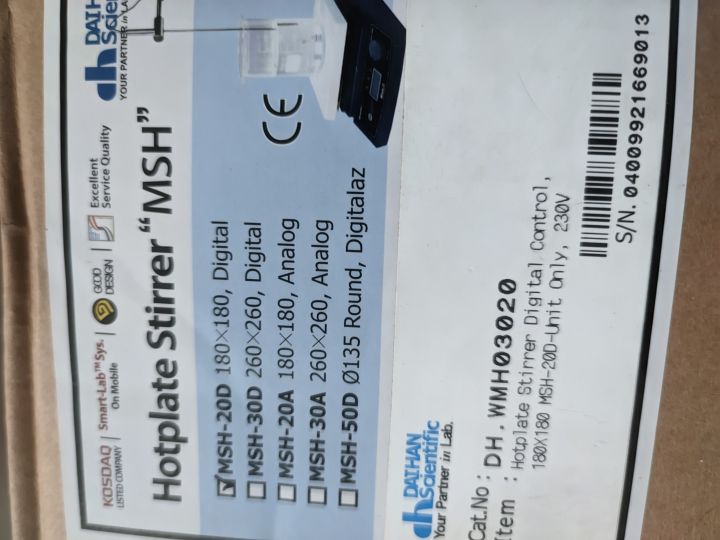 dh DAIHAN
Scientific
YOUR PARTNER in LAB
KOSDAQ
LISTED COMPANY
Smart-Lab™ Sys.
On Mobile
GOOD
DESIGN
Excellent
Service Quality
Hotplate Stirrer “MSH”
MSH-20D 180×180, Digital
MSH-30D 260×260, Digital
MSH-20A 180×180, Analog
MSH-30A 260×260, Analog
MSH-50D Ø135 Round, Digitalaz
CE
dh DAIHAN
Scientific
Your Partner in Lab.
Cat.No : DH.WMH03020
Item : Hotplate Stirrer Digital Control,
180X180 MSH-20D-Unit Only, 230V
S/N. 04009921669013